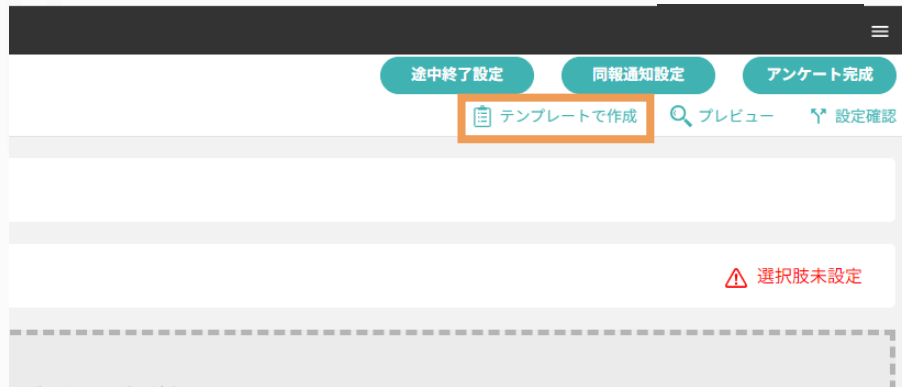 途中終了設定 同報通知設定 アンケート完成
テンプレートで作成 プレビュー 設定確認
選択肢未設定